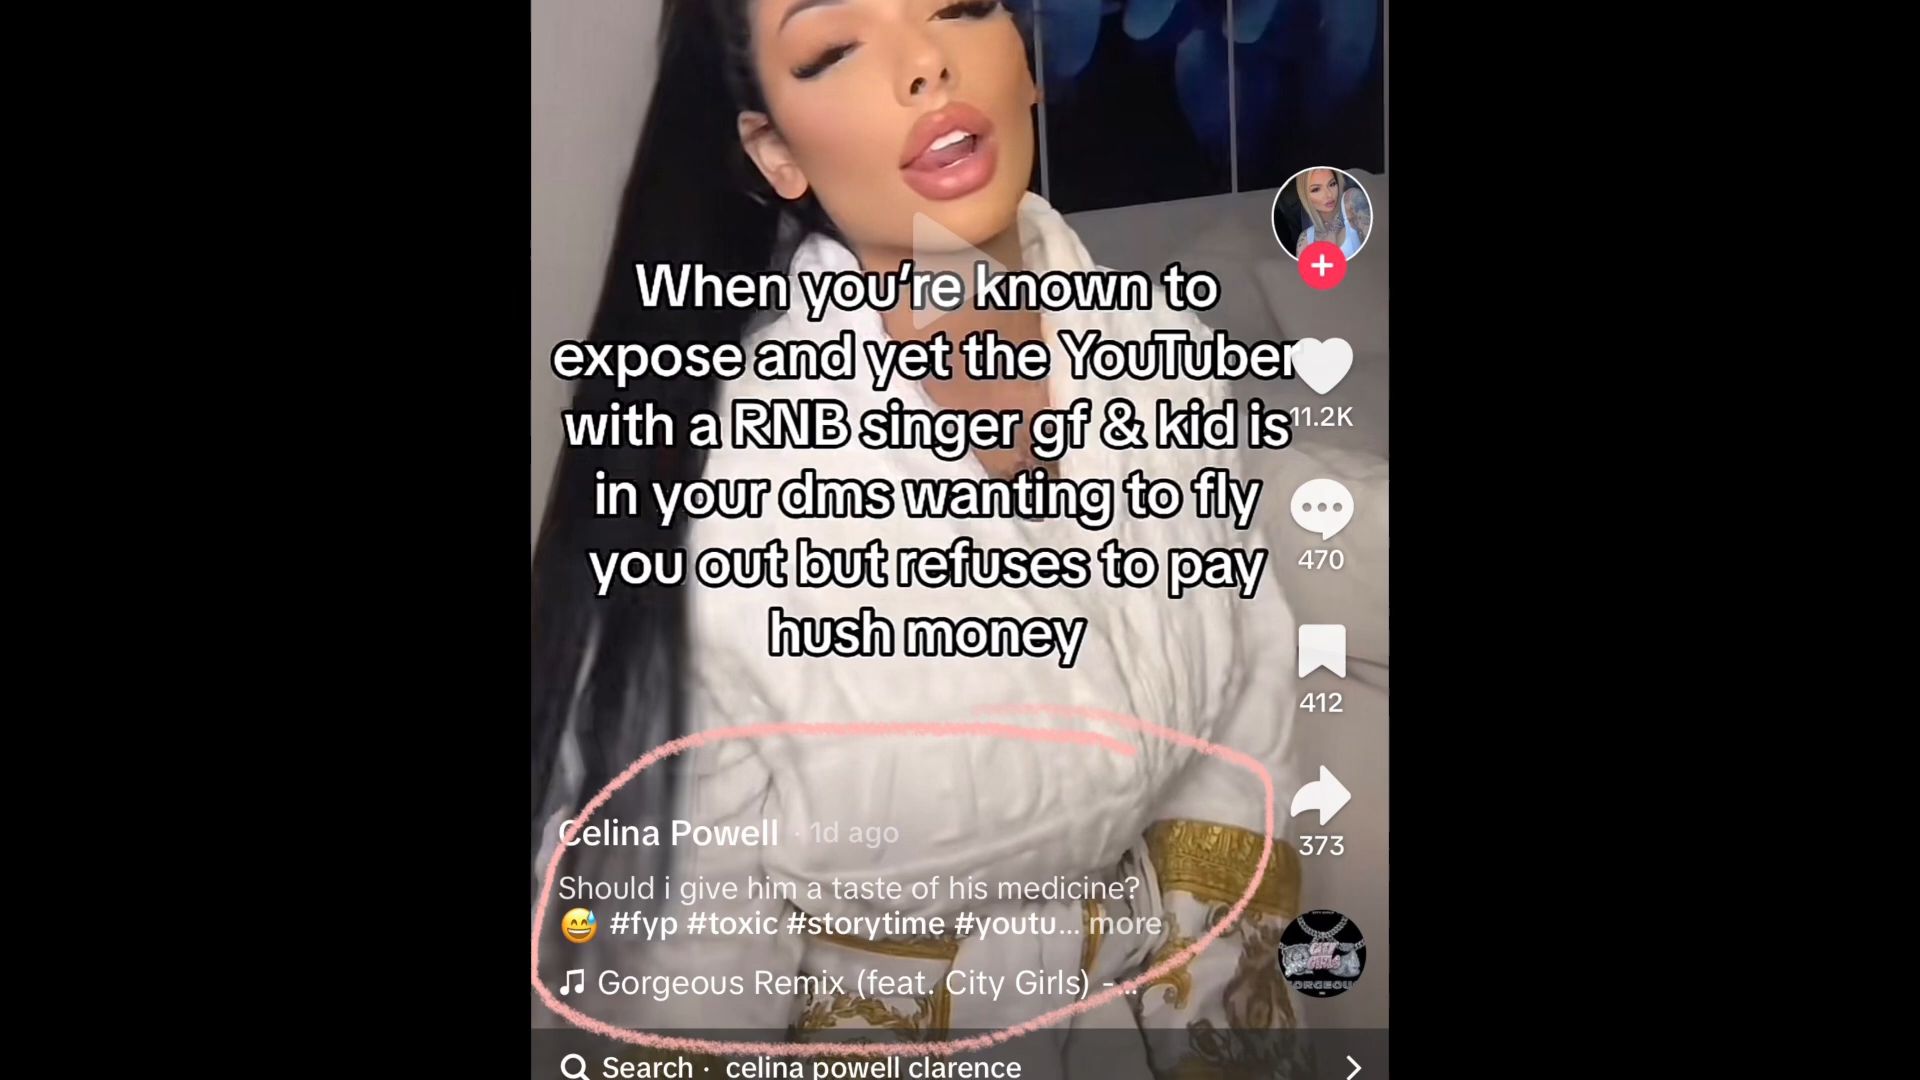 When you're known to
expose and yet the YouTuber
with a RNB singer gf & kid is
in your dms wanting to fly
you out but refuses to pay
hush money
11.2K
470
412
373
Celina Powell · 1d ago
Should i give him a taste of his medicine?
😅 #fyp #toxic #storytime #youtu... more
Gorgeous Remix (feat. City Girls) -...
CITY
GIRLS
Search · celina powell clarence